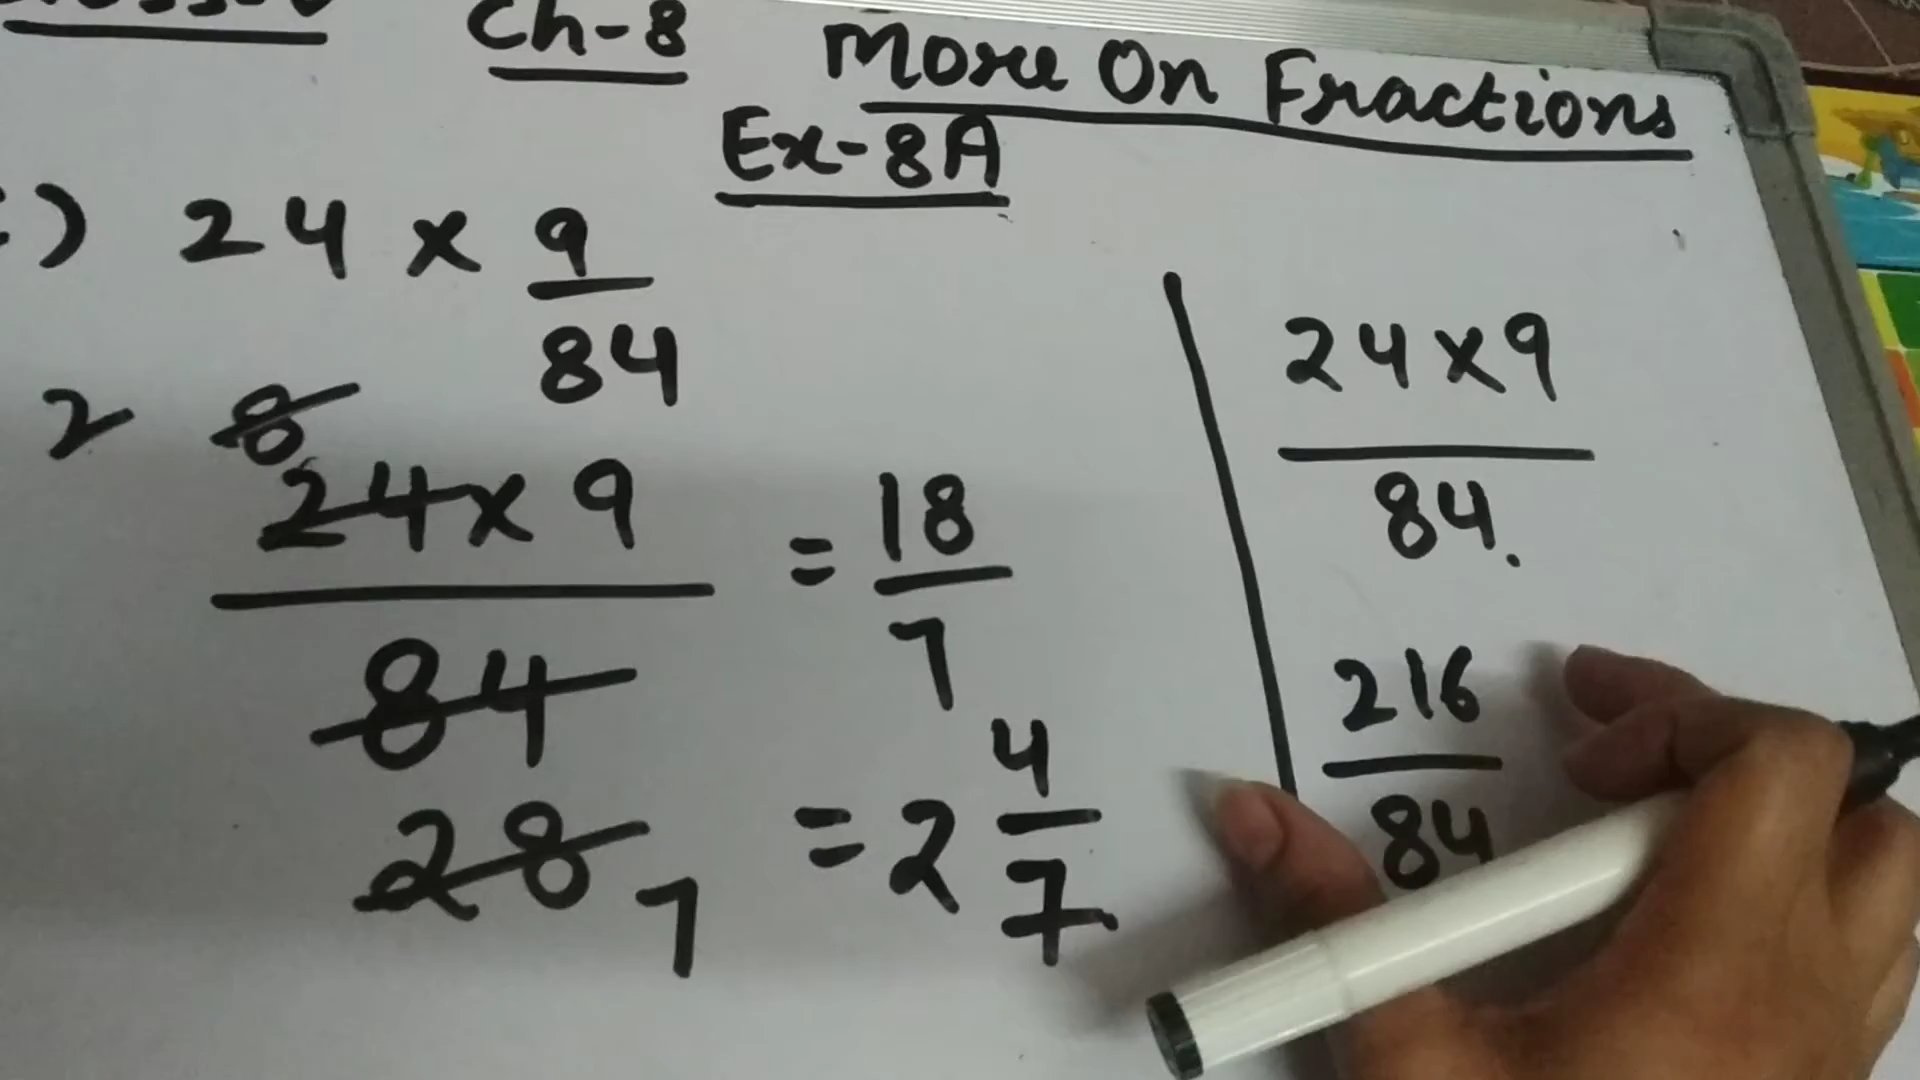 Ch-8 More On Fractions
Ex-8A
) 24 × 9
84
2 8
24 × 9
84
28 7
= 18
7
= 2 4
7
24 × 9
84.
216
84